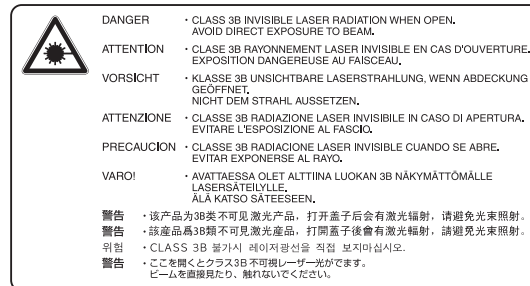 DANGER ・CLASS 3B INVISIBLE LASER RADIATION WHEN OPEN.
AVOID DIRECT EXPOSURE TO BEAM.
ATTENTION ・CLASE 3B RAYONNEMENT LASER INVISIBLE EN CAS D'OUVERTURE.
EXPOSITION DANGEREUSE AU FAISCEAU.
VORSICHT ・KLASSE 3B UNSICHTBARE LASERSTRAHLUNG, WENN ABDECKUNG
GEÖFFNET.
NICHT DEM STRAHL AUSSETZEN.
ATTENZIONE ・CLASSE 3B RADIAZIONE LASER INVISIBILE IN CASO DI APERTURA.
EVITARE L'ESPOSIZIONE AL FASCIO.
PRECAUCION ・CLASSE 3B RADIACIONE LASER INVISIBILE CUANDO SE ABRE.
EVITAR EXPONERSE AL RAYO.
VARO! ・AVATTAESSA OLET ALTTIINA LUOKAN 3B NÄKYMÄTTÖMÄLLE
LASERSÄTEILYLLE.
ÄLÄ KATSO SÄTEESEEN.
警告 ・该产品为3B类不可见激光产品，打开盖子后会有激光辐射，请避免光束照射。
警告 ・該産品爲3B類不可見激光産品，打開蓋子後會有激光輻射，請避免光束照射。
위험 ・CLASS 3B 불가시 레이저광선을 직접 보지마십시오.
警告 ・ここを開くとクラス3B不可視レーザー光がでます。
ビームを直接見たり、触れないでください。